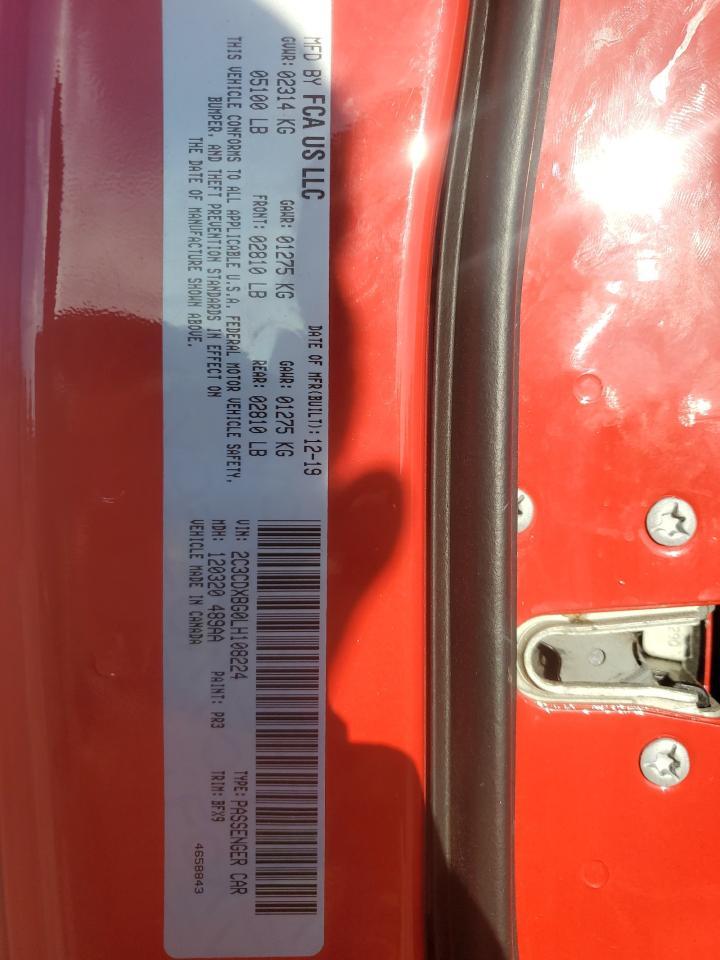 MFD BY FCA US LLC
DATE OF MFR(BUILT): 12-19
GVWR: 02314 KG GAWR: 01275 KG GAWR: 01275 KG
05100 LB FRONT: 02810 LB REAR: 02810 LB
THIS VEHICLE CONFORMS TO ALL APPLICABLE U.S.A. FEDERAL MOTOR VEHICLE SAFETY,
BUMPER, AND THEFT PREVENTION STANDARDS IN EFFECT ON
THE DATE OF MANUFACTURE SHOWN ABOVE.
VIN: 2C3CDXBG0LH108224 TYPE: PASSENGER CAR
MDH: 120320 489AA PAINT: PR3 TRIM: BFX9
VEHICLE MADE IN CANADA 4658843